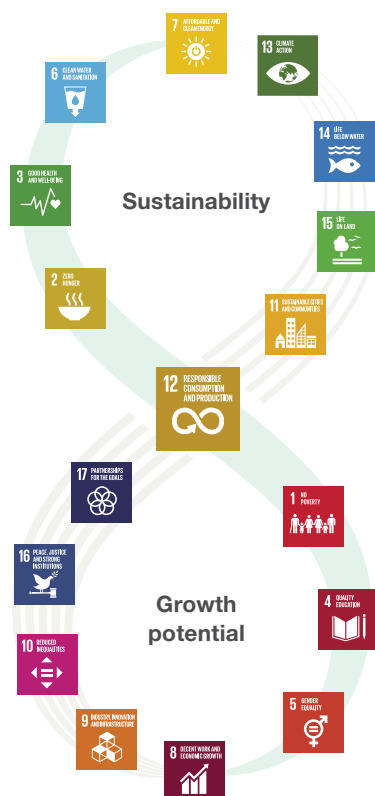 7 AFFORDABLE AND
CLEAN ENERGY
13 CLIMATE
ACTION
6 CLEAN WATER
AND SANITATION
14 LIFE
BELOW WATER
3 GOOD HEALTH
AND WELL-BEING
Sustainability
15 LIFE
ON LAND
2 ZERO
HUNGER
11 SUSTAINABLE CITIES
AND COMMUNITIES
12 RESPONSIBLE
CONSUMPTION
AND PRODUCTION
17 PARTNERSHIPS
FOR THE GOALS
1 NO
POVERTY
16 PEACE, JUSTICE
AND STRONG
INSTITUTIONS
Growth
potential
4 QUALITY
EDUCATION
10 REDUCED
INEQUALITIES
5 GENDER
EQUALITY
9 INDUSTRY, INNOVATION
AND INFRASTRUCTURE
8 DECENT WORK AND
ECONOMIC GROWTH